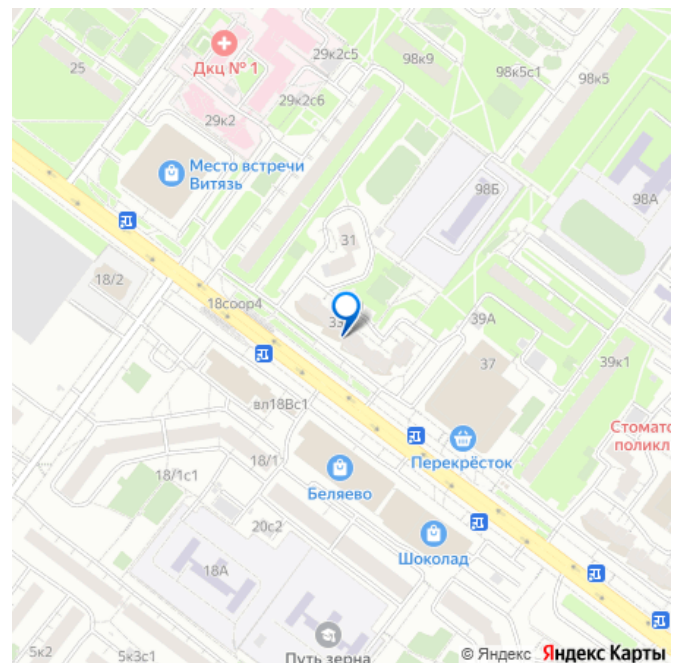 29к2с5
98к9
25
Дкц № 1
98к5с1
98к5
29к2с6
29к2
Место встречи
Витязь
98Б
98А
31
18/2
18соор4
39А
37
39к1
вл18Вс1
Стомато
поликл
18/1
Перекрёсток
18/1с1
Беляево
20с2
Шоколад
18А
5к2
5к3с1
Путь зерна
© Яндекс Яндекс Карты